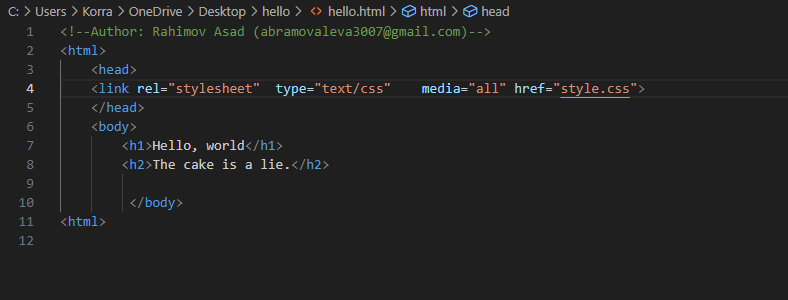 C: > Users > Korra > OneDrive > Desktop > hello > <> hello.html > html > head
1 <!--Author: Rahimov Asad (abramovaleva3007@gmail.com)-->
2 <html>
3 <head>
4 <link rel="stylesheet"  type="text/css"    media="all" href="style.css">
5 </head>
6 <body>
7 <h1>Hello, world</h1>
8 <h2>The cake is a lie.</h2>
9
10 </body>
11 <html>
12